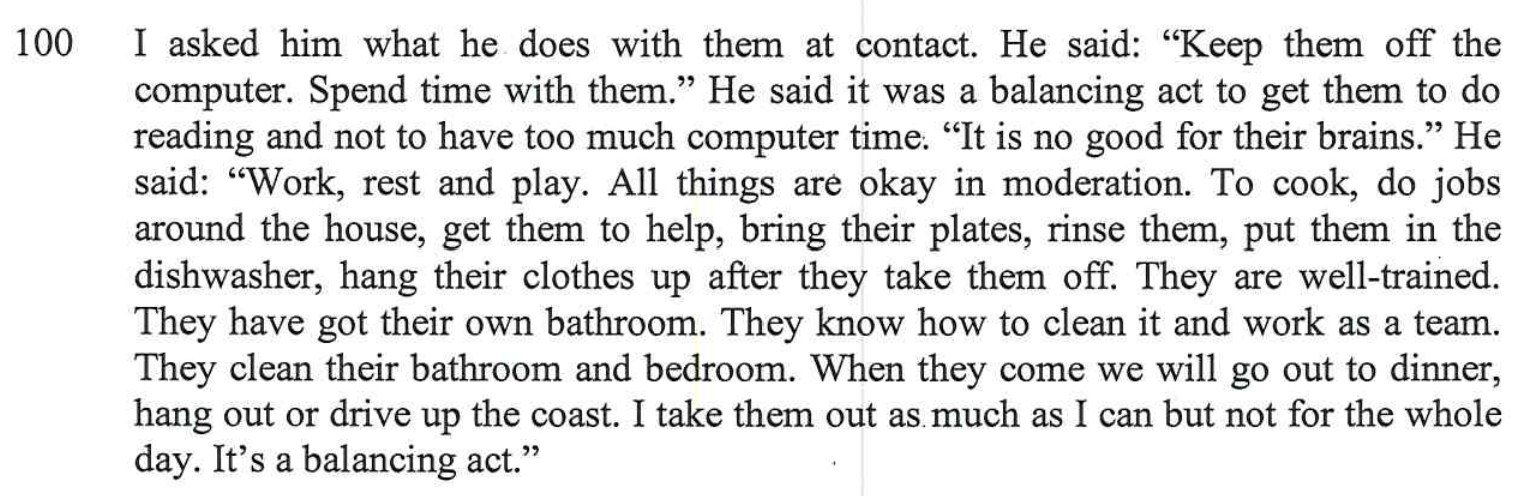 100 I asked him what he does with them at contact. He said: “Keep them off the
computer. Spend time with them.” He said it was a balancing act to get them to do
reading and not to have too much computer time. “It is no good for their brains.” He
said: “Work, rest and play. All things are okay in moderation. To cook, do jobs
around the house, get them to help, bring their plates, rinse them, put them in the
dishwasher, hang their clothes up after they take them off. They are well-trained.
They have got their own bathroom. They know how to clean it and work as a team.
They clean their bathroom and bedroom. When they come we will go out to dinner,
hang out or drive up the coast. I take them out as much as I can but not for the whole
day. It’s a balancing act.”